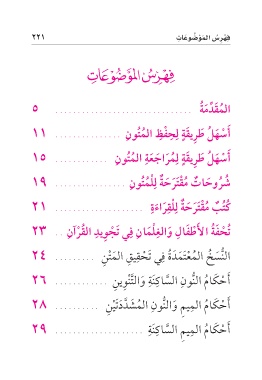 فِهْرِسُ المَوْضُوعَاتِ ٢٢١
فِهْرِسُ المَوْضُوعَاتِ
المُقَدِّمَةُ .................... ٥
أَسْهَلُ طَرِيقَةٍ لِحِفْظِ المُتُونِ .............. ١١
أَسْهَلُ طَرِيقَةٍ لِمُرَاجَعَةِ المُتُونِ ............ ١٥
شُرُوحَاتٌ مُقْتَرَحَةٌ لِلْمُتُونِ .............. ١٩
كُتُبٌ مُقْتَرَحَةٌ لِلْقِرَاءَةِ ................ ٢١
تُحْفَةُ الأَطْفَالِ وَالغِلْمَانِ فِي تَجْوِيدِ القُرْآنِ ... ٢٣
النُّسَخُ المُعْتَمَدَةُ فِي تَحْقِيقِ المَتْنِ ......... ٢٤
أَحْكَامُ النُّونِ السَّاكِنَةِ وَالتَّنْوِينِ ............ ٢٦
أَحْكَامُ المِيمِ وَالنُّونِ المُشَدَّدَتَيْنِ .......... ٢٨
أَحْكَامُ المِيمِ السَّاكِنَةِ ................ ٢٩